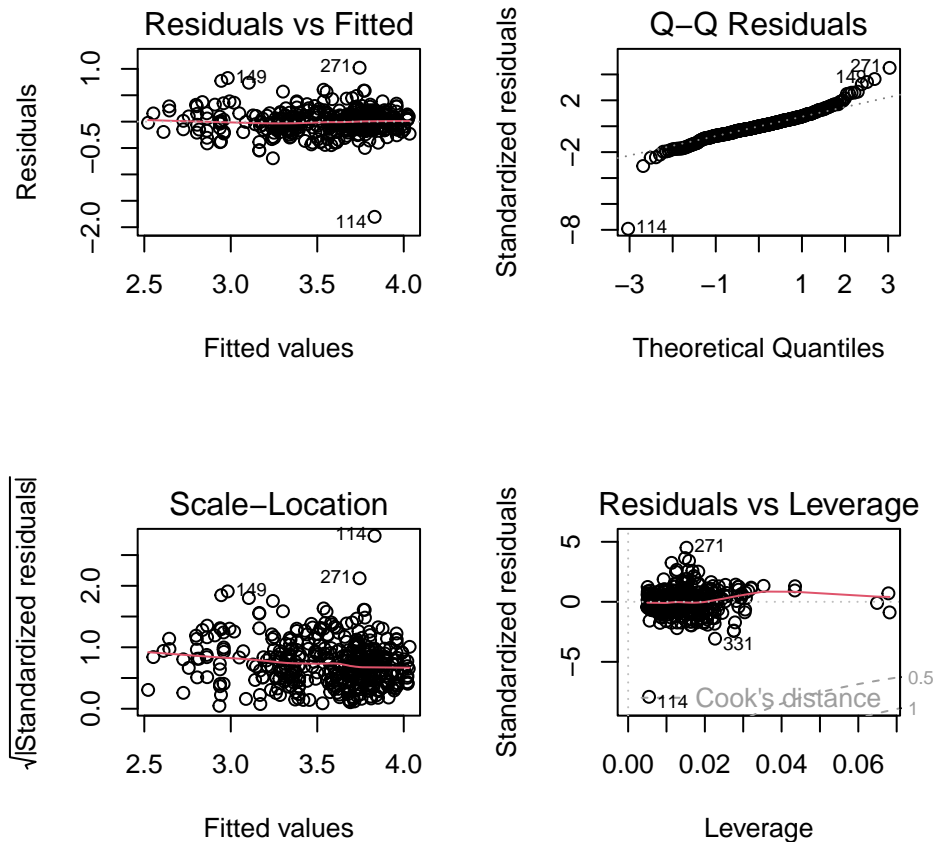 Residuals vs Fitted
Residuals
1.0
−0.5
−2.0
149
271
114
2.5 3.0 3.5 4.0
Fitted values
Q−Q Residuals
Standardized residuals
2
−2
−8
271
149
114
−3 −1 1 2 3
Theoretical Quantiles
Scale−Location
√|Standardized residuals|
2.0
1.0
0.0
114
271
149
2.5 3.0 3.5 4.0
Fitted values
Residuals vs Leverage
Standardized residuals
5
0
−5
271
331
114
Cook's distance
0.5
1
0.00 0.02 0.04 0.06
Leverage